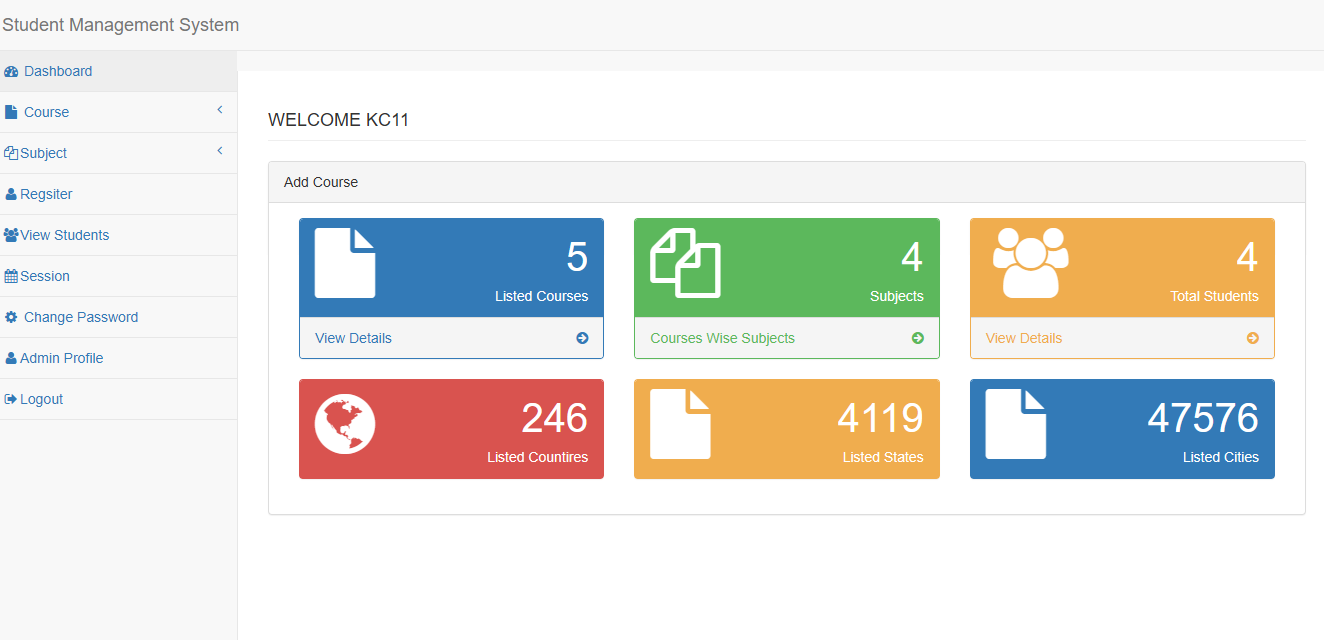 Student Management System
Dashboard
Course
Subject
Regsiter
View Students
Session
Change Password
Admin Profile
Logout
WELCOME KC11
Add Course
5
Listed Courses
View Details
4
Subjects
Courses Wise Subjects
4
Total Students
View Details
246
Listed Countires
4119
Listed States
47576
Listed Cities